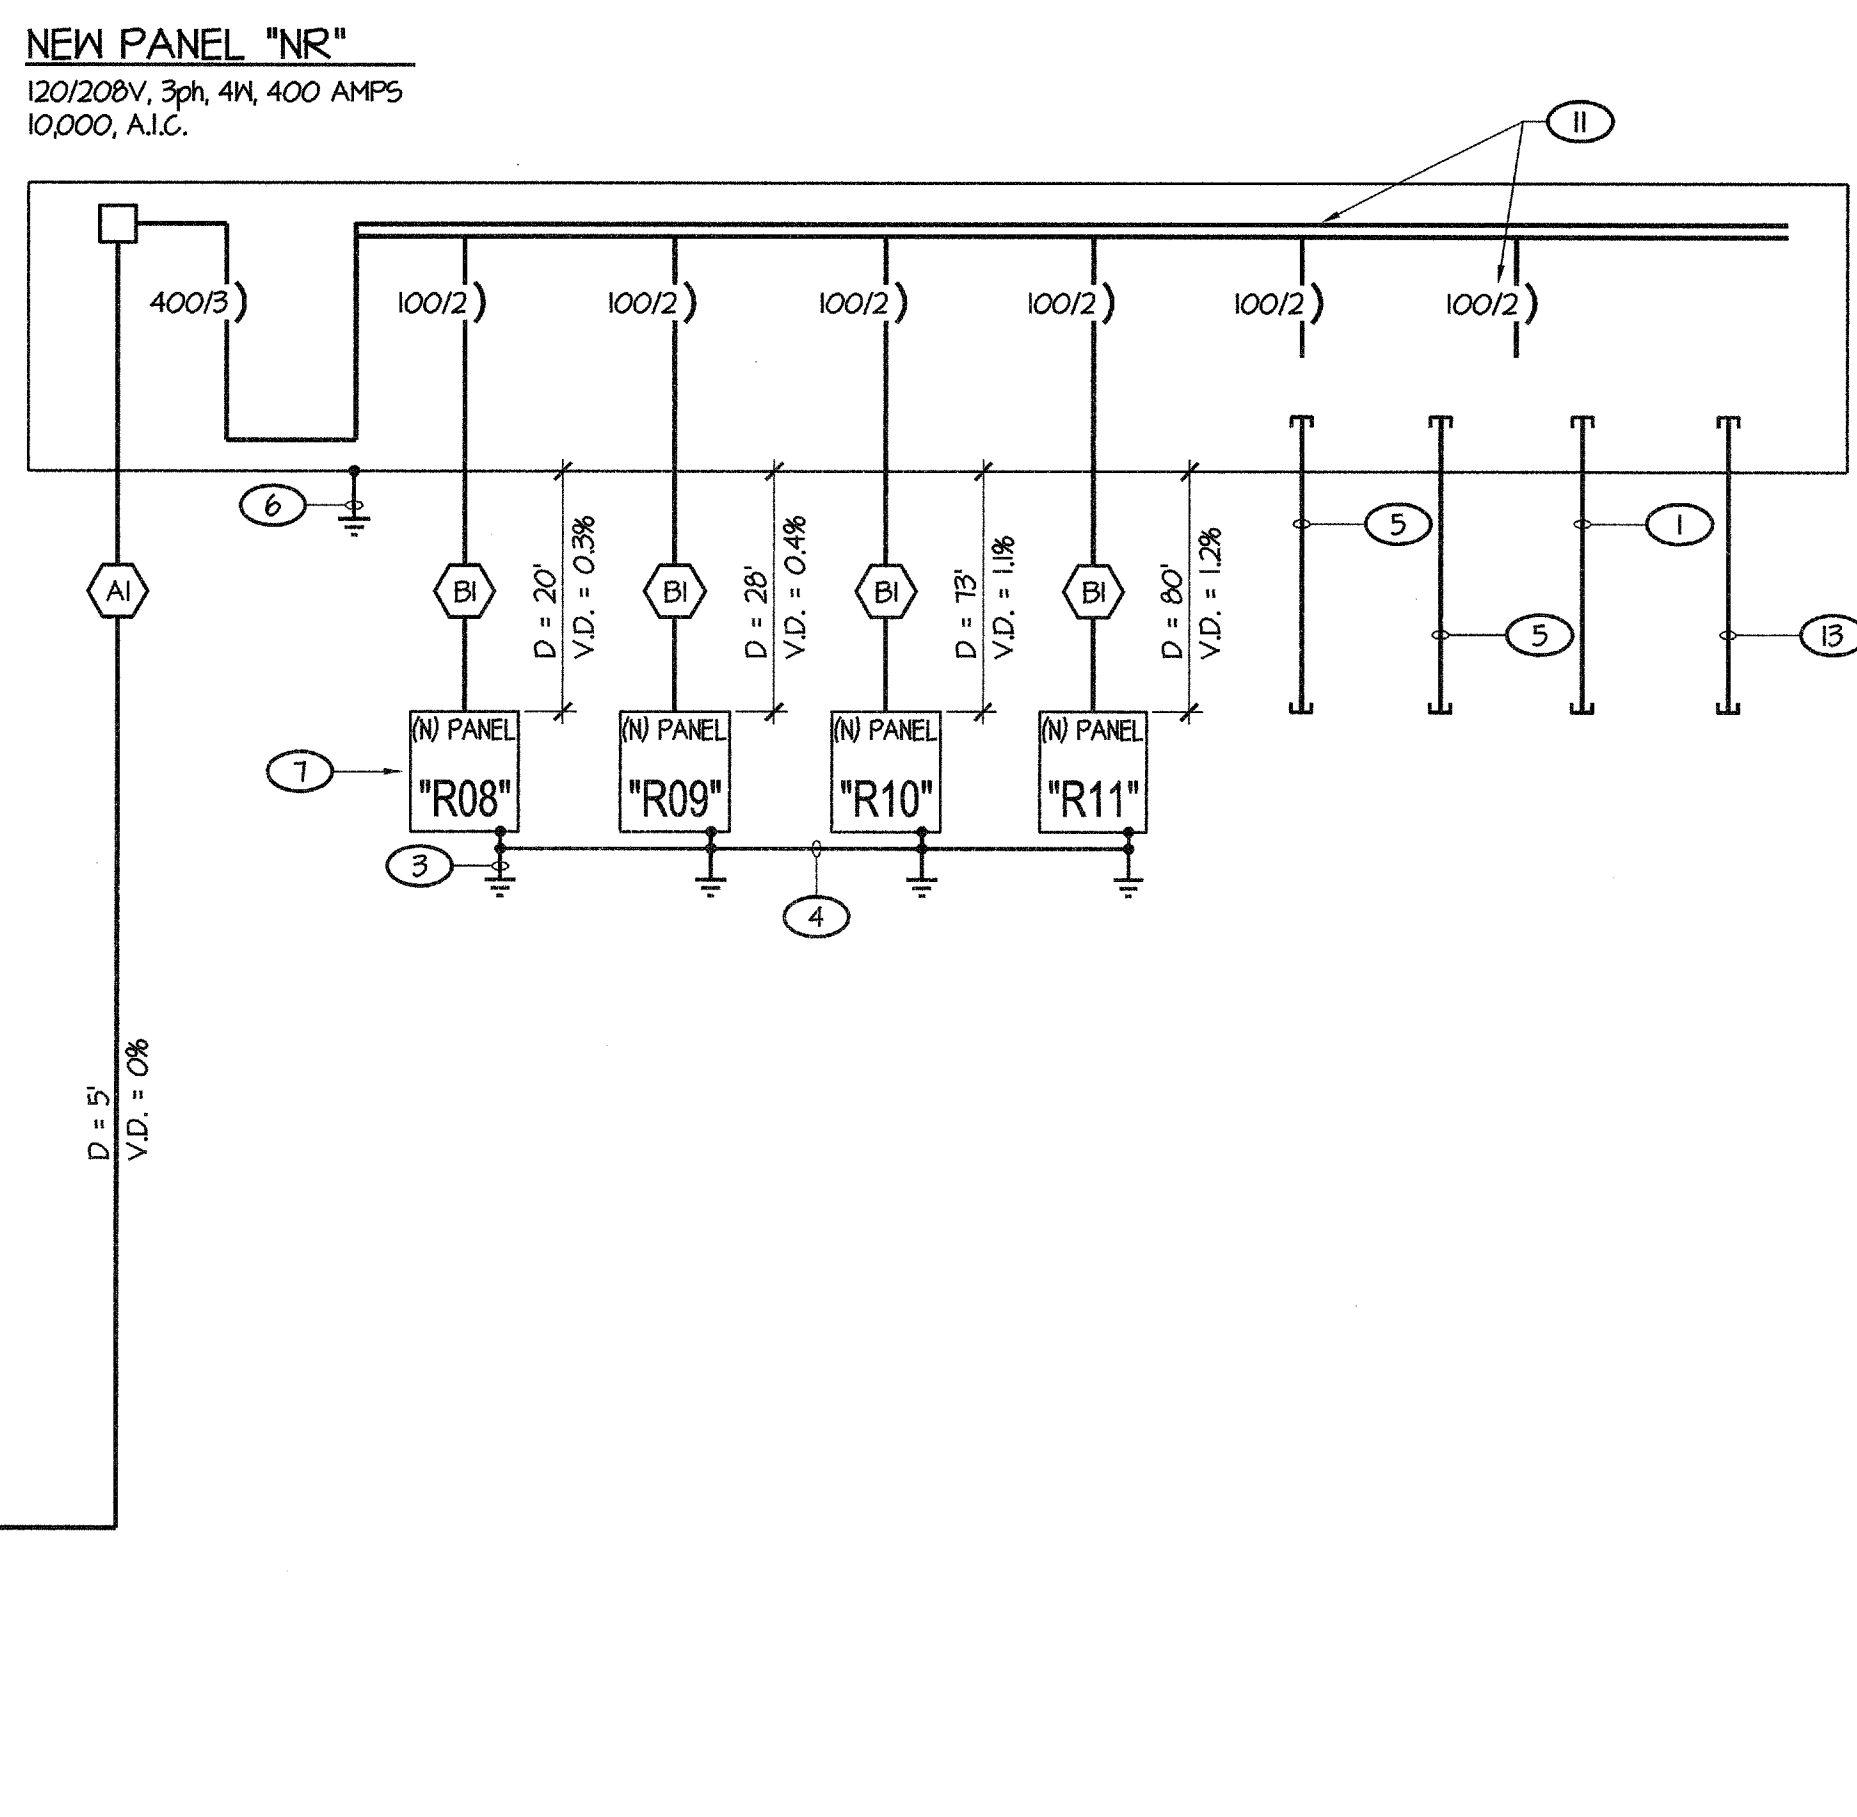 NEW PANEL "NR"
120/208V, 3ph, 4W, 400 AMPS
10,000, A.I.C.
11
400/3
100/2
100/2
100/2
100/2
100/2
100/2
6
5
1
A1
B1
B1
B1
B1
D = 20'
V.D. = 0.3%
D = 28'
V.D. = 0.4%
D = 73'
V.D. = 1.1%
D = 80'
V.D. = 1.2%
5
13
(N) PANEL
"R08"
(N) PANEL
"R09"
(N) PANEL
"R10"
(N) PANEL
"R11"
7
3
4
D = 5'
V.D. = 0%